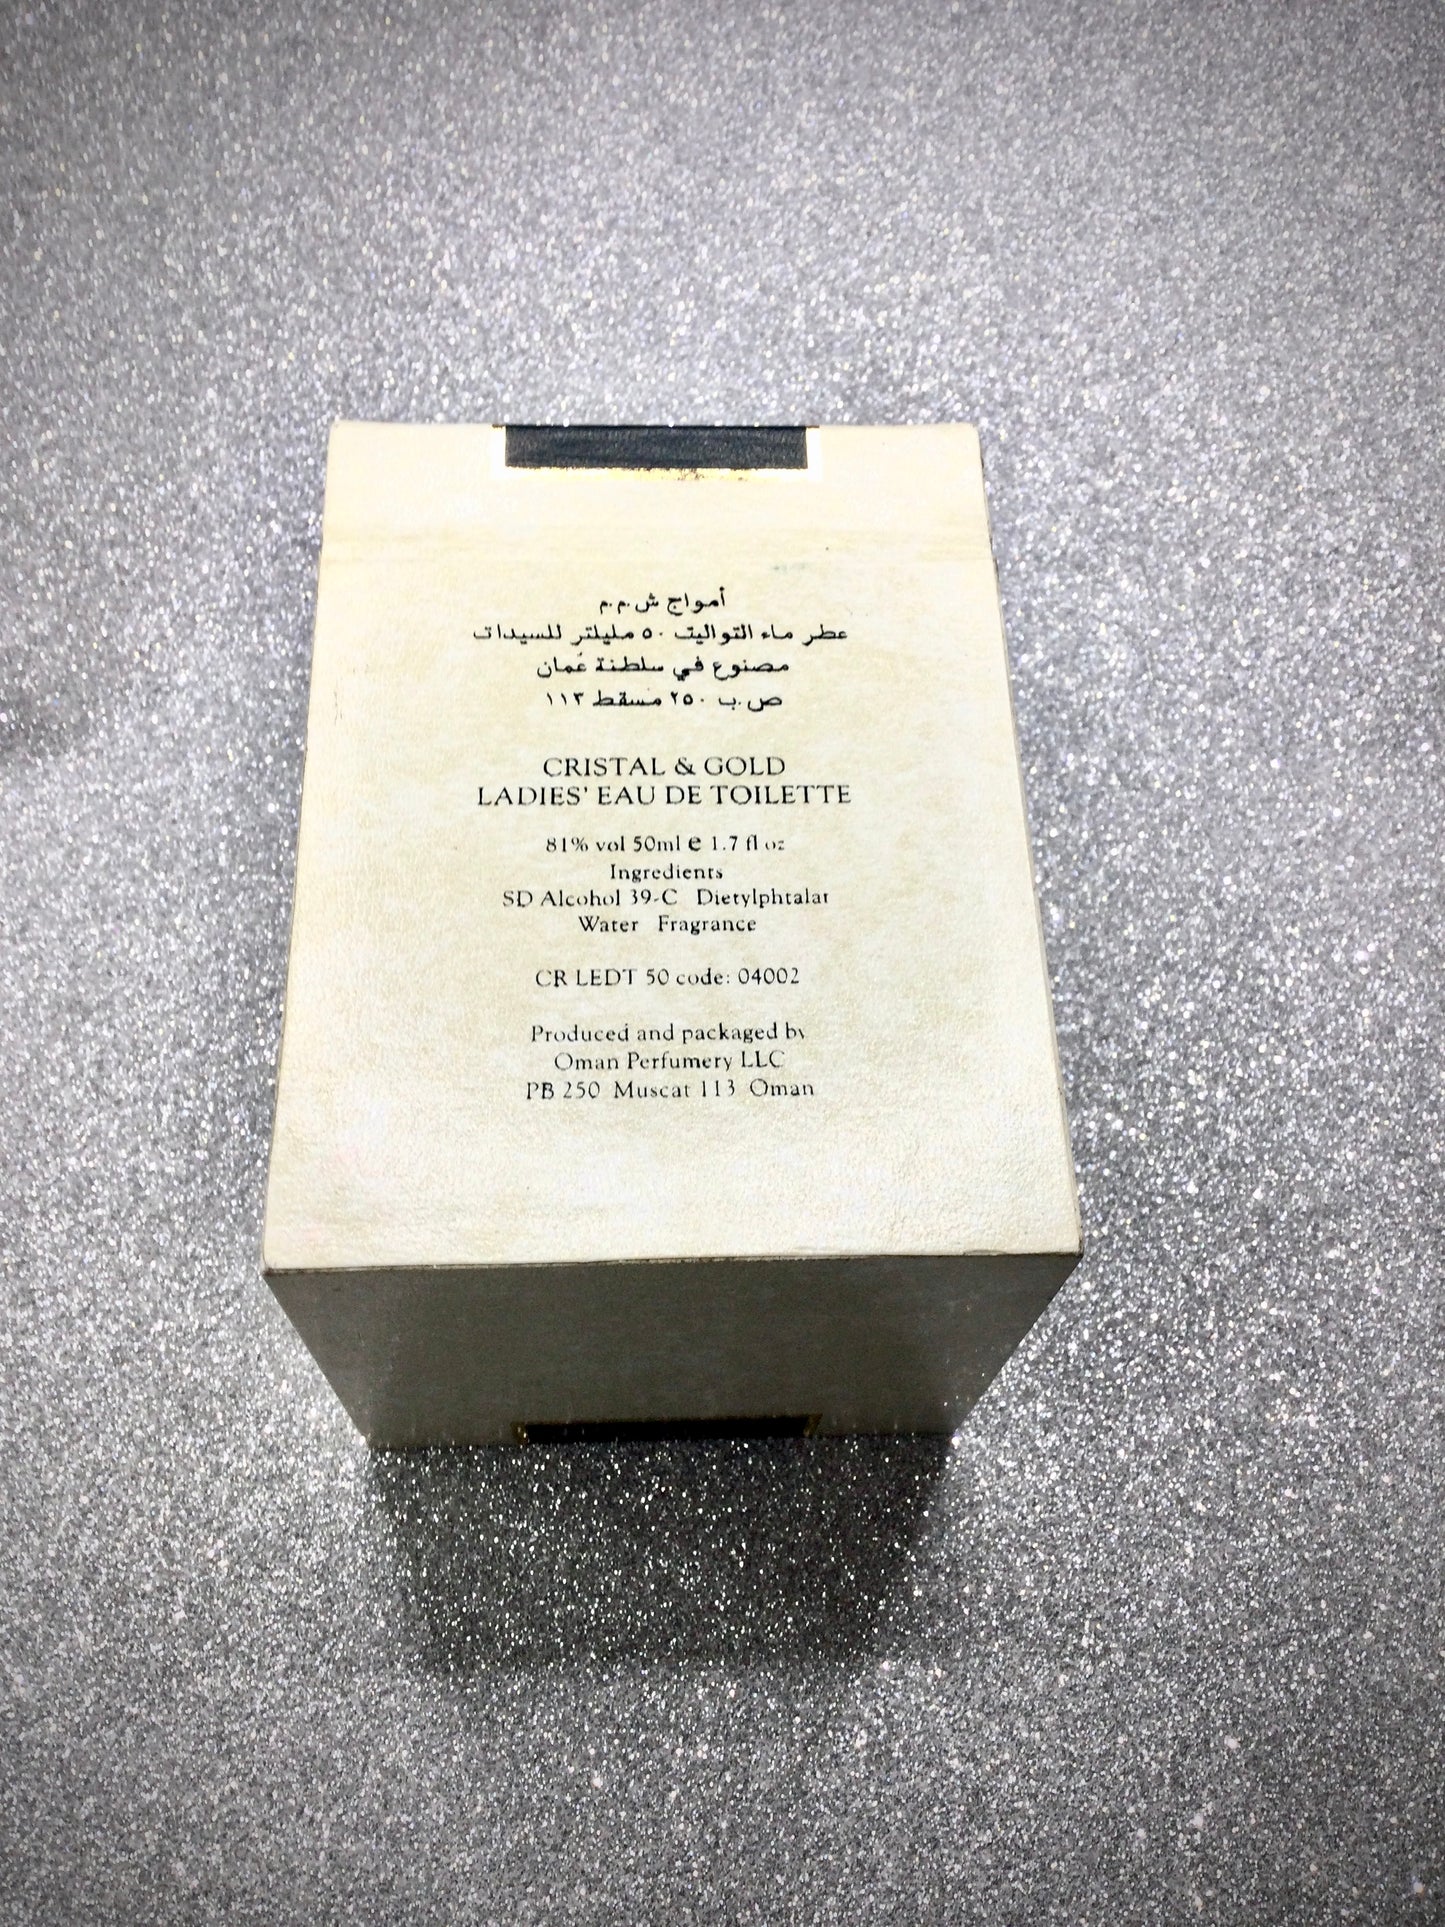 أمواج ش.م.م
عطر ماء التواليت ٥٠ مليلتر للسيدات
مصنوع في سلطنة عُمان
ص.ب ٢٥٠ مسقط ١١٣
CRISTAL & GOLD
LADIES' EAU DE TOILETTE
81% vol 50ml e 1.7 fl oz
Ingredients
SD Alcohol 39-C Dietylphtalat
Water Fragrance
CR LEDT 50 code: 04002
Produced and packaged by
Oman Perfumery LLC
PB 250 Muscat 113 Oman